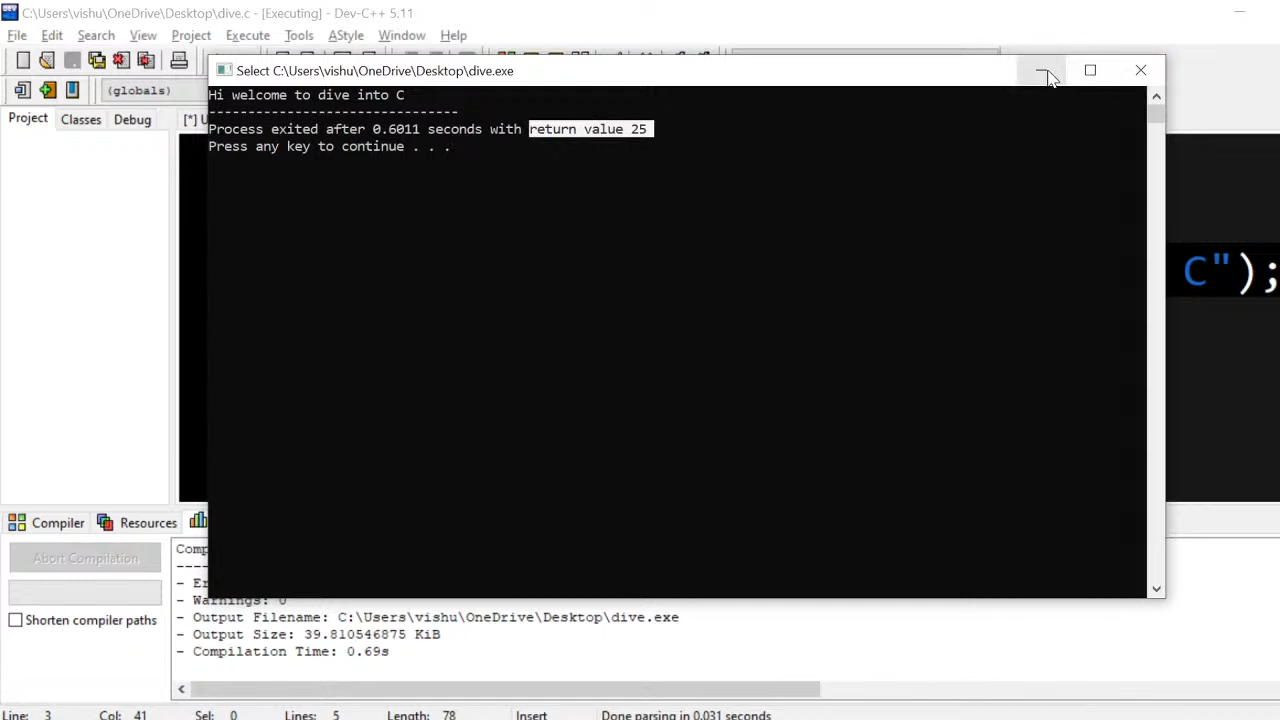 C:\Users\vishu\OneDrive\Desktop\dive.c - [Executing] - Dev-C++ 5.11
File Edit Search View Project Execute Tools AStyle Window Help
Select C:\Users\vishu\OneDrive\Desktop\dive.exe
(globals)
Hi welcome to dive into C
--------------------------------
Process exited after 0.6011 seconds with return value 25
Press any key to continue . . .
Project Classes Debug [*] U
C");
Compiler Resources
Abort Compilation
Shorten compiler paths
Comp
- Er
- Warnings: 0
- Output Filename: C:\Users\vishu\OneDrive\Desktop\dive.exe
- Output Size: 39.810546875 KiB
- Compilation Time: 0.69s
Line: 3 Col: 41 Sel: 0 Lines: 5 Length: 78 Insert Done parsing in 0.031 seconds